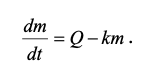 dm/dt = Q − km.